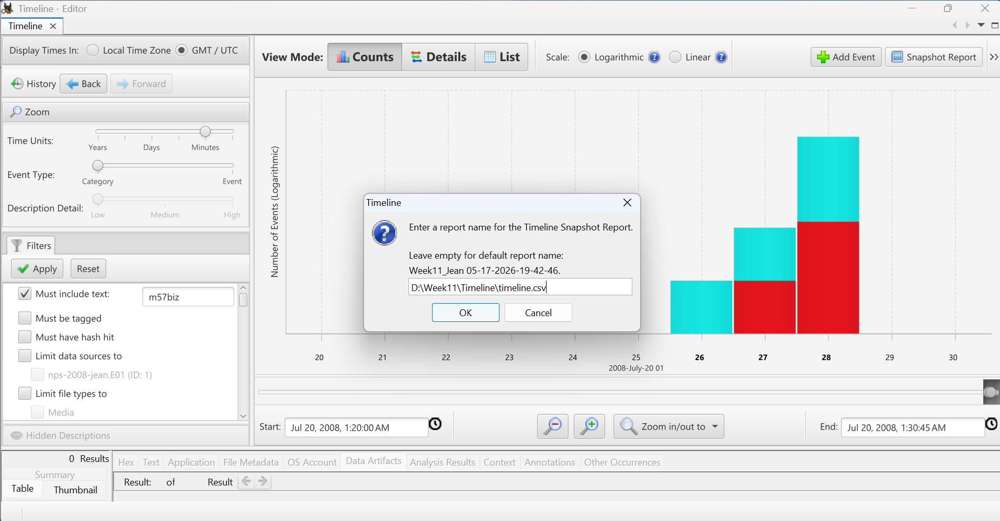 Timeline - Editor
Timeline
Display Times In: Local Time Zone GMT / UTC
View Mode: Counts Details List Scale: Logarithmic Linear Add Event Snapshot Report
History Back Forward
Zoom
Time Units:
Years Days Minutes
Event Type:
Category Event
Description Detail:
Low Medium High
Filters
Apply Reset
Must include text: m57biz
Must be tagged
Must have hash hit
Limit data sources to
nps-2008-jean.E01 (ID: 1)
Limit file types to
Media
Hidden Descriptions
Number of Events (Logarithmic)
Timeline
Enter a report name for the Timeline Snapshot Report.
Leave empty for default report name:
Week11_Jean 05-17-2026-19-42-46.
D:\Week11\Timeline\timeline.csv
OK Cancel
20 21 22 23 24 25 26 27 28 29 30
2008-July-20 01
Start: Jul 20, 2008, 1:20:00 AM Zoom in/out to End: Jul 20, 2008, 1:30:45 AM
0 Results
Summary
Table Thumbnail
Hex Text Application File Metadata OS Account Data Artifacts Analysis Results Context Annotations Other Occurrences
Result: of Result